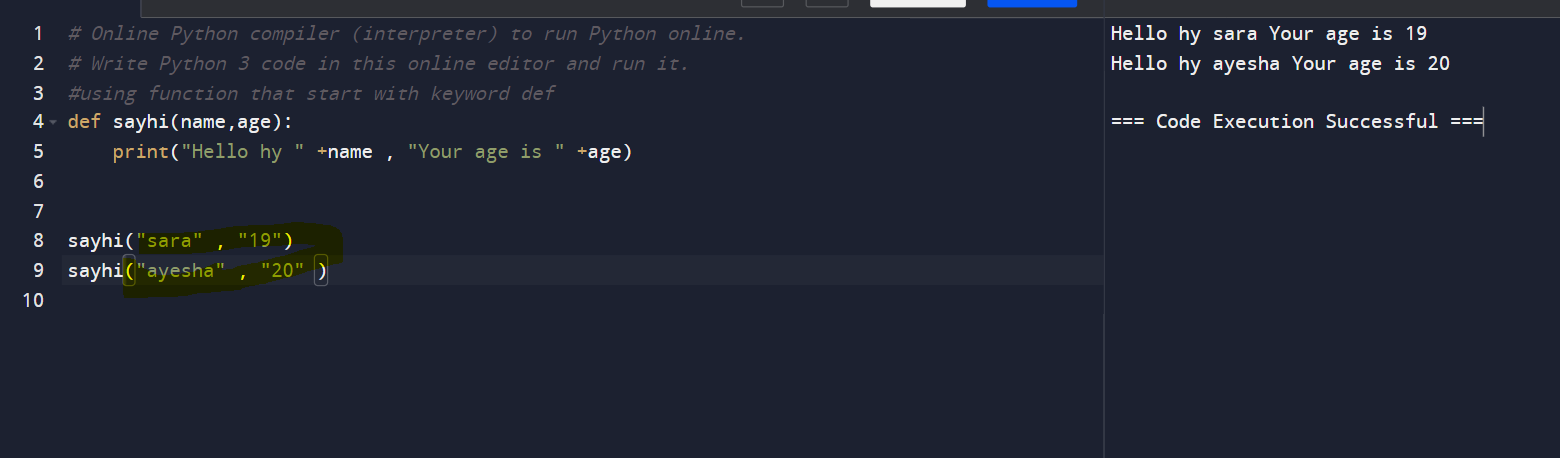 1 # Online Python compiler (interpreter) to run Python online.
2 # Write Python 3 code in this online editor and run it.
3 #using function that start with keyword def
4 def sayhi(name,age):
5     print("Hello hy " +name , "Your age is " +age)
6
7
8 sayhi("sara" , "19")
9 sayhi("ayesha" , "20" )
10
Hello hy sara Your age is 19
Hello hy ayesha Your age is 20
=== Code Execution Successful ===